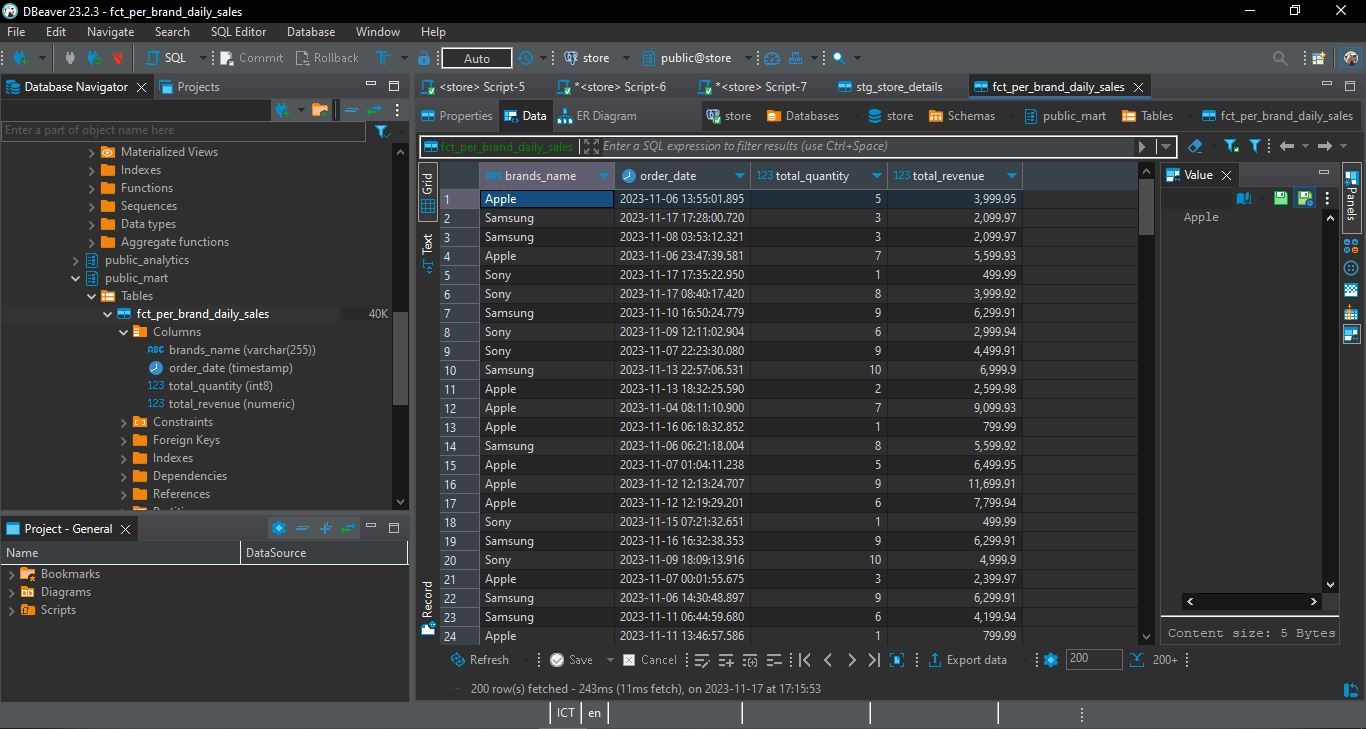 DBeaver 23.2.3 - fct_per_brand_daily_sales
File Edit Navigate Search SQL Editor Database Window Help
SQL Commit Rollback Auto store public@store
Database Navigator Projects
<store> Script-5 *<store> Script-6 *<store> Script-7 stg_store_details fct_per_brand_daily_sales
Properties Data ER Diagram store Databases store Schemas public_mart Tables fct_per_brand_daily_sales
Enter a part of object name here
fct_per_brand_daily_sales Enter a SQL expression to filter results (use Ctrl+Space)
Materialized Views
Indexes
Functions
Sequences
Data types
Aggregate functions
public_analytics
public_mart
Tables
fct_per_brand_daily_sales 40K
Columns
ABC brands_name (varchar(255))
order_date (timestamp)
123 total_quantity (int8)
123 total_revenue (numeric)
Constraints
Foreign Keys
Indexes
Dependencies
References
Project - General
Name DataSource
Bookmarks
Diagrams
Scripts
Grid
Text
Record
ABC brands_name order_date 123 total_quantity 123 total_revenue
1 Apple 2023-11-06 13:55:01.895 5 3,999.95
2 Samsung 2023-11-17 17:28:00.720 3 2,099.97
3 Samsung 2023-11-08 03:53:12.321 3 2,099.97
4 Apple 2023-11-06 23:47:39.581 7 5,599.93
5 Sony 2023-11-17 17:35:22.950 1 499.99
6 Sony 2023-11-17 08:40:17.420 8 3,999.92
7 Samsung 2023-11-10 16:50:24.779 9 6,299.91
8 Sony 2023-11-09 12:11:02.904 6 2,999.94
9 Sony 2023-11-07 22:23:30.080 9 4,499.91
10 Samsung 2023-11-13 22:57:06.531 10 6,999.9
11 Apple 2023-11-13 18:32:25.590 2 2,599.98
12 Apple 2023-11-04 08:11:10.900 7 9,099.93
13 Apple 2023-11-16 06:18:32.852 1 799.99
14 Samsung 2023-11-06 06:21:18.004 8 5,599.92
15 Apple 2023-11-07 01:04:11.238 5 6,499.95
16 Apple 2023-11-12 12:13:24.707 9 11,699.91
17 Apple 2023-11-12 12:19:29.201 6 7,799.94
18 Sony 2023-11-15 07:21:32.651 1 499.99
19 Samsung 2023-11-16 16:32:38.353 9 6,299.91
20 Sony 2023-11-09 18:09:13.916 10 4,999.9
21 Apple 2023-11-07 00:01:55.675 3 2,399.97
22 Samsung 2023-11-06 14:30:48.897 9 6,299.91
23 Samsung 2023-11-11 06:44:59.680 6 4,199.94
24 Apple 2023-11-11 13:46:57.586 1 799.99
Value
Apple
Content size: 5 Bytes
Panels
Refresh Save Cancel Export data 200 200+
200 row(s) fetched - 243ms (11ms fetch), on 2023-11-17 at 17:15:53
ICT en